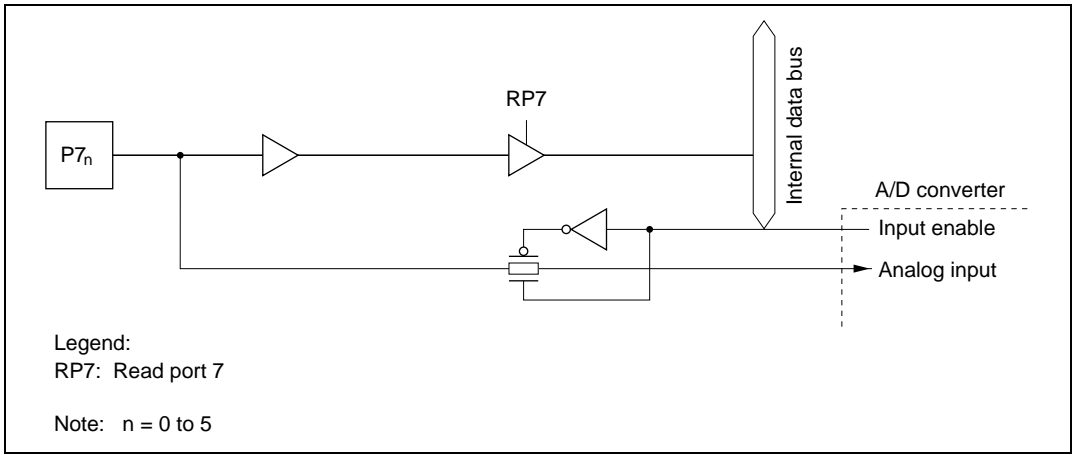 RP7
P7n
Internal data bus
A/D converter
Input enable
Analog input
Legend:
RP7: Read port 7
Note: n = 0 to 5